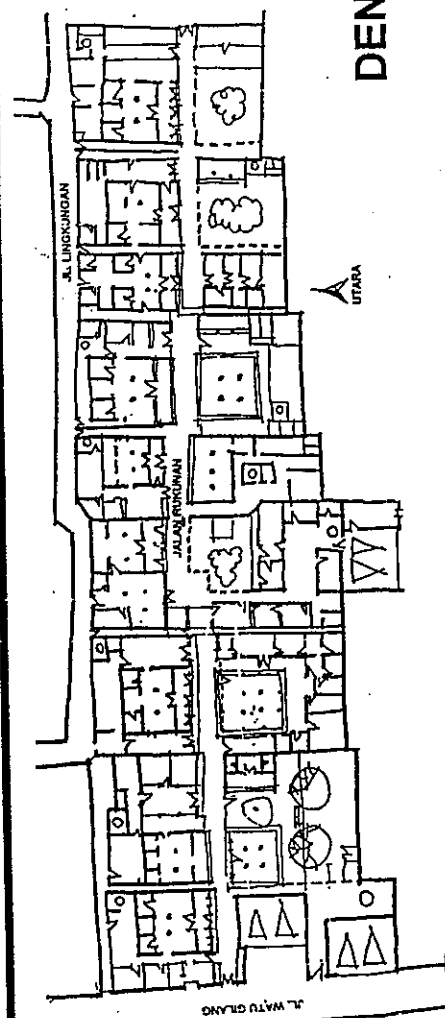 JL. LINGKUNGAN
DEN
JALAN RUKUNAN
UTARA
JL. WATU GILANG